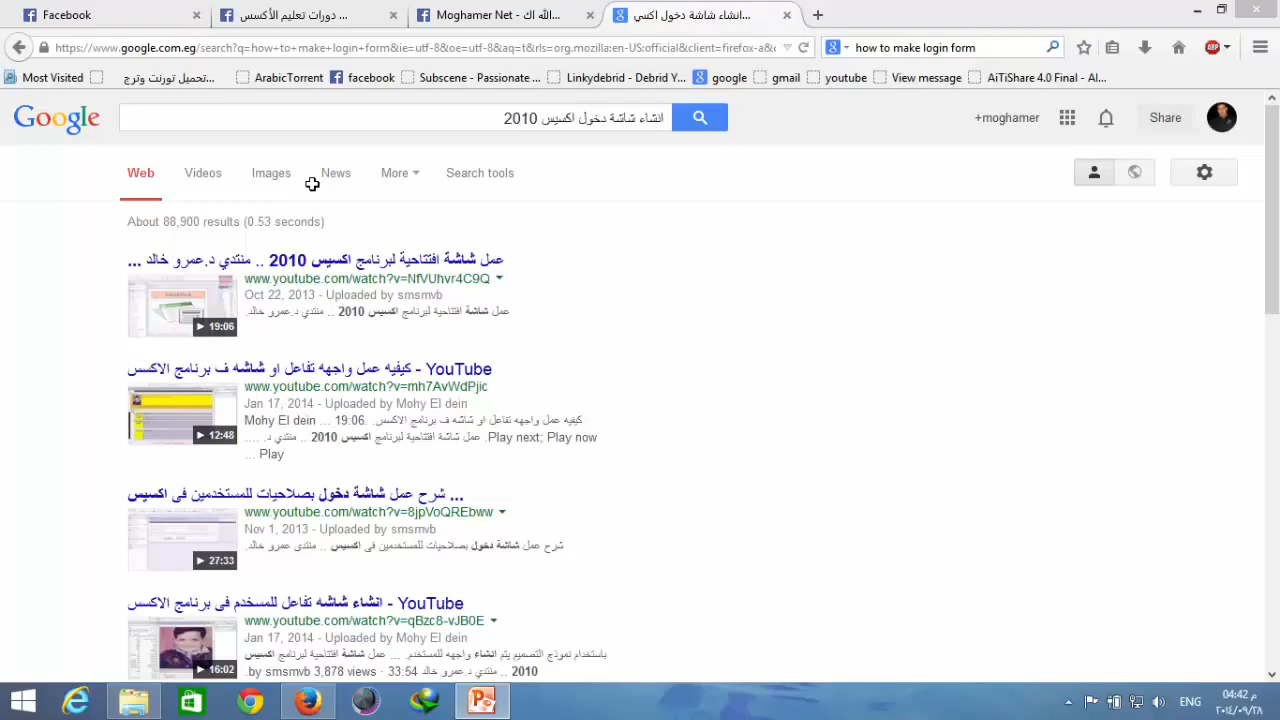 Facebook
دورات تعليم الأكسس ...
Moghamer Net - الله اك...
انشاء شاشة دخول اكسي...
https://www.google.com.eg/search?q=how+to+make+login+form&ie=utf-8&oe=utf-8&aq=t&rls=org.mozilla:en-US:official&client=firefox-a&c
how to make login form
ABP
Most Visited
تحميل تورنت وترج...
ArabicTorrent
facebook
Subscene - Passionate ...
Linkydebrid - Debrid Y...
google
gmail
youtube
View message
AiTiShare 4.0 Final - Al...
Google
انشاء شاشة دخول اكسيس 2010
+moghamer
Share
Web
Videos
Images
News
More
Search tools
About 88,900 results (0.53 seconds)
عمل شاشة افتتاحية لبرنامج اكسيس 2010 .. منتدي د.عمرو خالد ...
www.youtube.com/watch?v=NfVUhvr4C9Q
Oct 22, 2013 - Uploaded by smsmvb
عمل شاشة افتتاحية لبرنامج اكسيس 2010 .. منتدي د.عمرو خالد.
19:06
كيفيه عمل واجهه تفاعل او شاشه ف برنامج الاكسس - YouTube
www.youtube.com/watch?v=mh7AvWdPjic
Jan 17, 2014 - Uploaded by Mohy El dein
Mohy El dein ... 19:06. كيفيه عمل واجهه تفاعل او شاشه ف برنامج الاكسس.
عمل شاشة افتتاحية لبرنامج اكسيس 2010 .. منتدي د. .... Play next; Play now
... Play
12:48
شرح عمل شاشة دخول بصلاحيات للمستخدمين فى اكسيس ...
www.youtube.com/watch?v=8jpVoQREbww
Nov 1, 2013 - Uploaded by smsmvb
شرح عمل شاشة دخول بصلاحيات للمستخدمين فى اكسيس .. منتدى عمرو خالد.
27:33
انشاء شاشه تفاعل للمسخدم فى برنامج الاكسس - YouTube
www.youtube.com/watch?v=qBzc8-vJB0E
Jan 17, 2014 - Uploaded by Mohy El dein
باستخدام نموذج التصميم يتم انشاء واجهه للمستخدم. ... عمل شاشة افتتاحية لبرنامج اكسيس
2010 .. منتدي د.عمرو خالد 33:54 · by smsmvb 3,878 views.
16:02
ENG
04:42 م
٢٠١٤/٠٩/٢٨